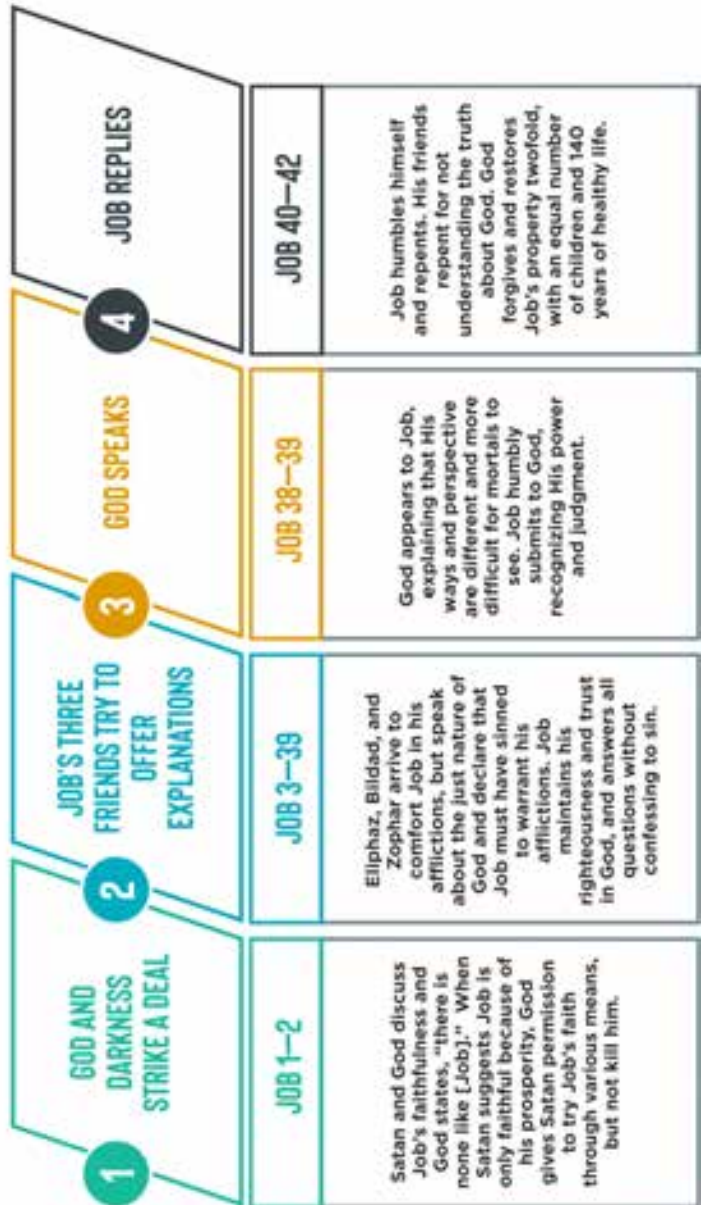 1
GOD AND
DARKNESS
STRIKE A DEAL
JOB 1–2
Satan and God discuss
Job's faithfulness and
God states, "there is
none like [Job]." When
Satan suggests Job is
only faithful because of
his prosperity, God
gives Satan permission
to try Job's faith
through various means,
but not kill him.
2
JOB'S THREE
FRIENDS TRY TO
OFFER
EXPLANATIONS
JOB 3–39
Eliphaz, Bildad, and
Zophar arrive to
comfort Job in his
afflictions, but speak
about the just nature of
God and declare that
Job must have sinned
to warrant his
afflictions. Job
maintains his
righteousness and trust
in God, and answers all
questions without
confessing to sin.
3
GOD SPEAKS
JOB 38–39
God appears to Job,
explaining that His
ways and perspective
are different and more
difficult for mortals to
see. Job humbly
submits to God,
recognizing His power
and judgment.
4
JOB REPLIES
JOB 40–42
Job humbles himself
and repents. His friends
repent for not
understanding the truth
about God. God
forgives and restores
Job's property twofold,
with an equal number
of children and 140
years of healthy life.